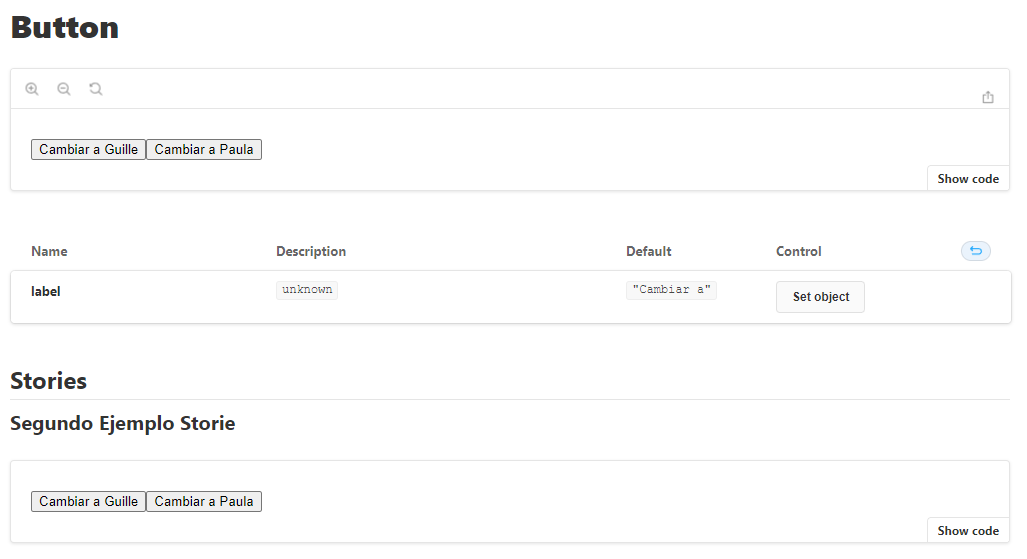 Button
Cambiar a Guille Cambiar a Paula
Show code
Name Description Default Control
label unknown "Cambiar a" Set object
Stories
Segundo Ejemplo Storie
Cambiar a Guille Cambiar a Paula
Show code